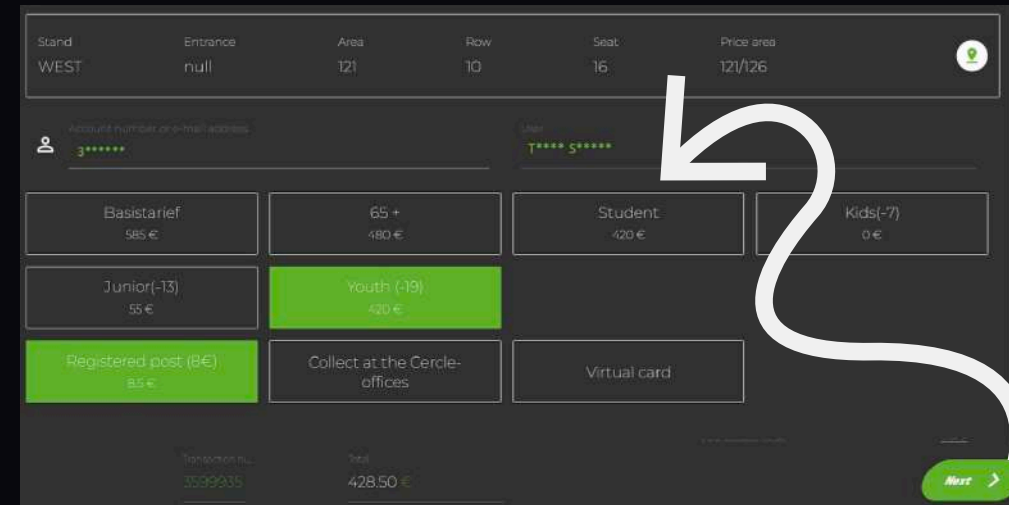 Stand Entrance Area Row Seat Price area
WEST null 121 10 16 121/126
Account number or e-mail address User
3****** T**** S*****
Basistarief 65 + Student Kids(-7)
585 € 480 € 420 € 0 €
Junior(-13) Youth (-19)
55 € 420 €
Registered post (8€) Collect at the Cercle- Virtual card
8.5 € offices
Transaction nu... Total
3599935 428.50 €
Next